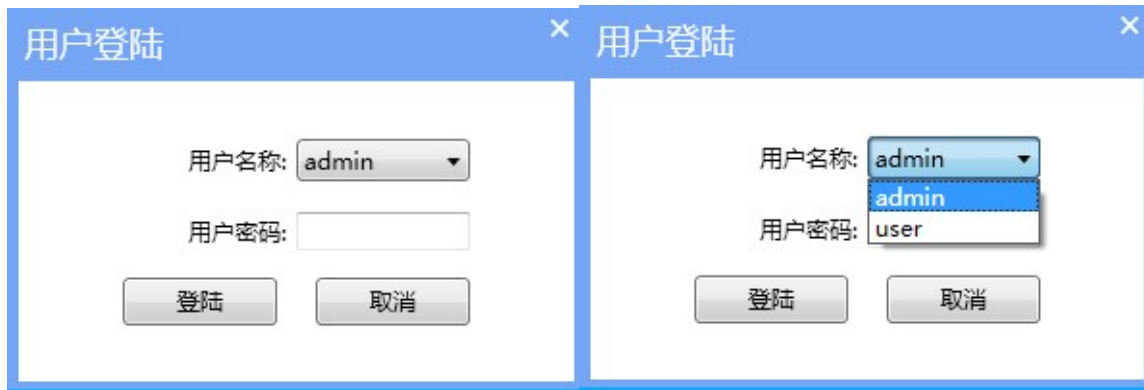 用户登陆
用户名称: admin
用户密码:
登陆 取消
用户登陆
用户名称: admin
admin
用户密码: user
登陆 取消